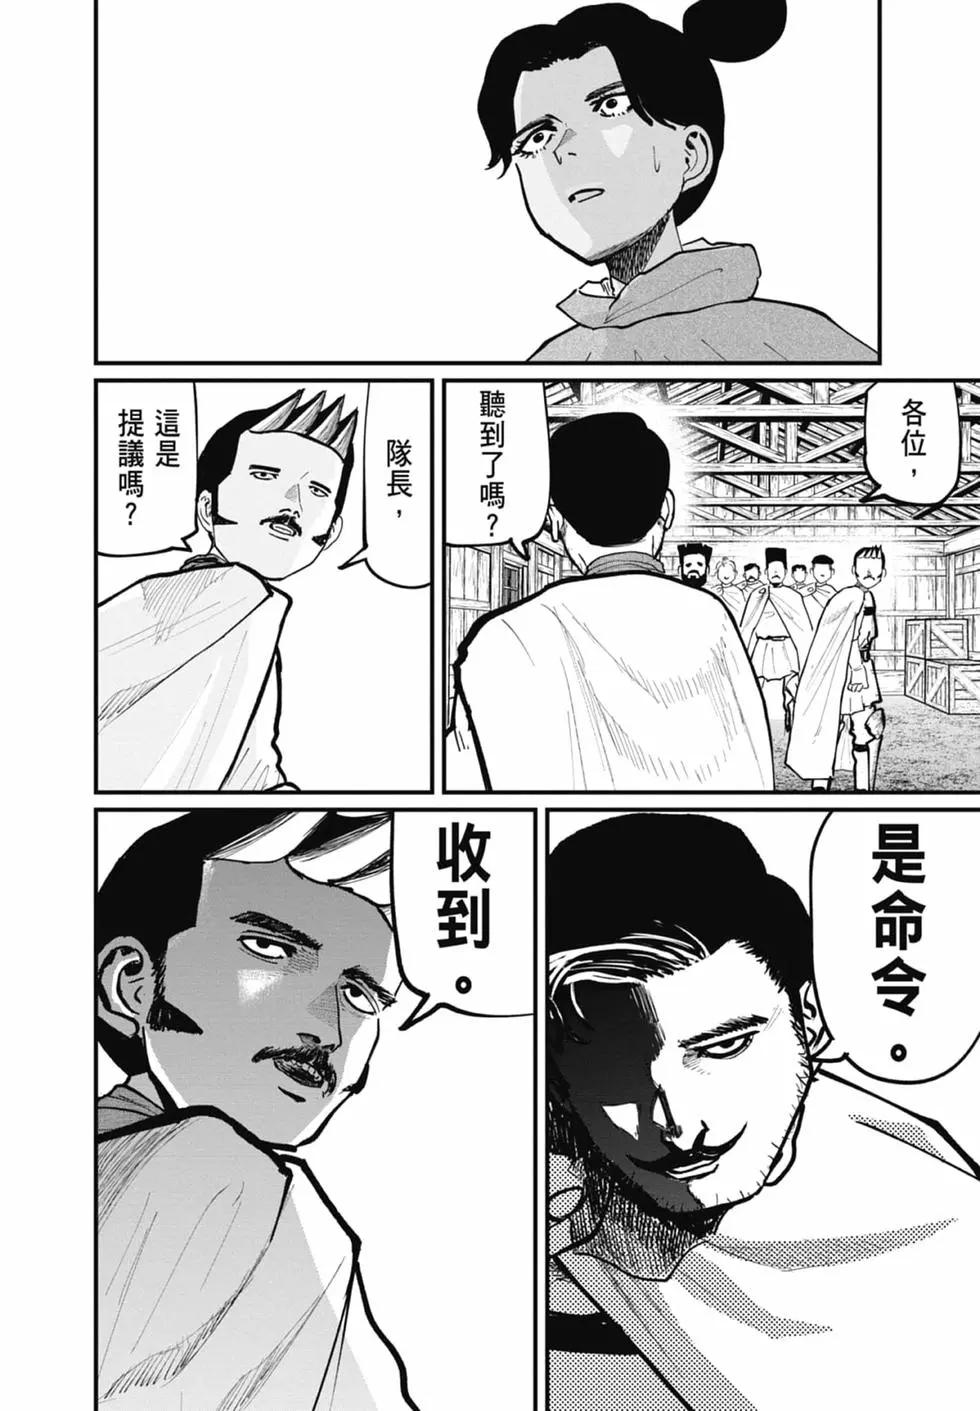 各位，
聽到了嗎？
隊長，
這是
提議嗎？
是命令。
收到。